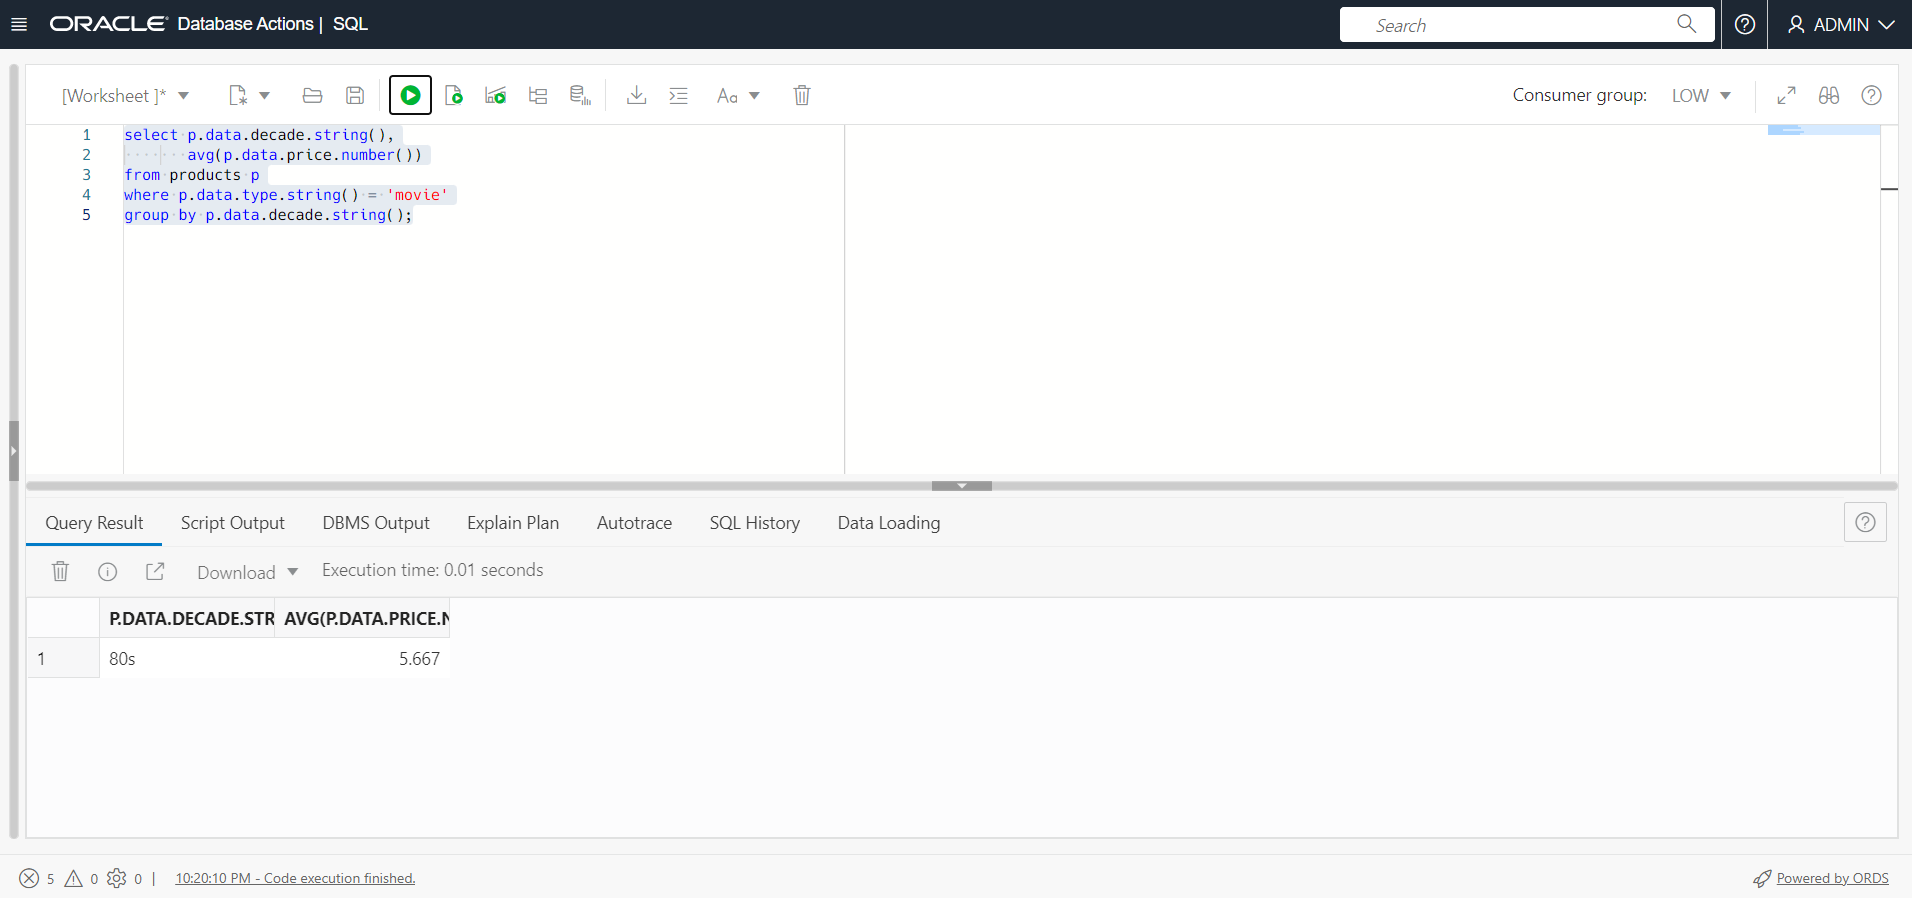 ORACLE Database Actions | SQL
Search
ADMIN
[Worksheet ]*
Aa
Consumer group: LOW
1 select p.data.decade.string(),
2 avg(p.data.price.number())
3 from products p
4 where p.data.type.string() = 'movie'
5 group by p.data.decade.string();
Query Result Script Output DBMS Output Explain Plan Autotrace SQL History Data Loading
Download Execution time: 0.01 seconds
P.DATA.DECADE.STR AVG(P.DATA.PRICE.N
1 80s 5.667
5 0 0 | 10:20:10 PM - Code execution finished.
Powered by ORDS